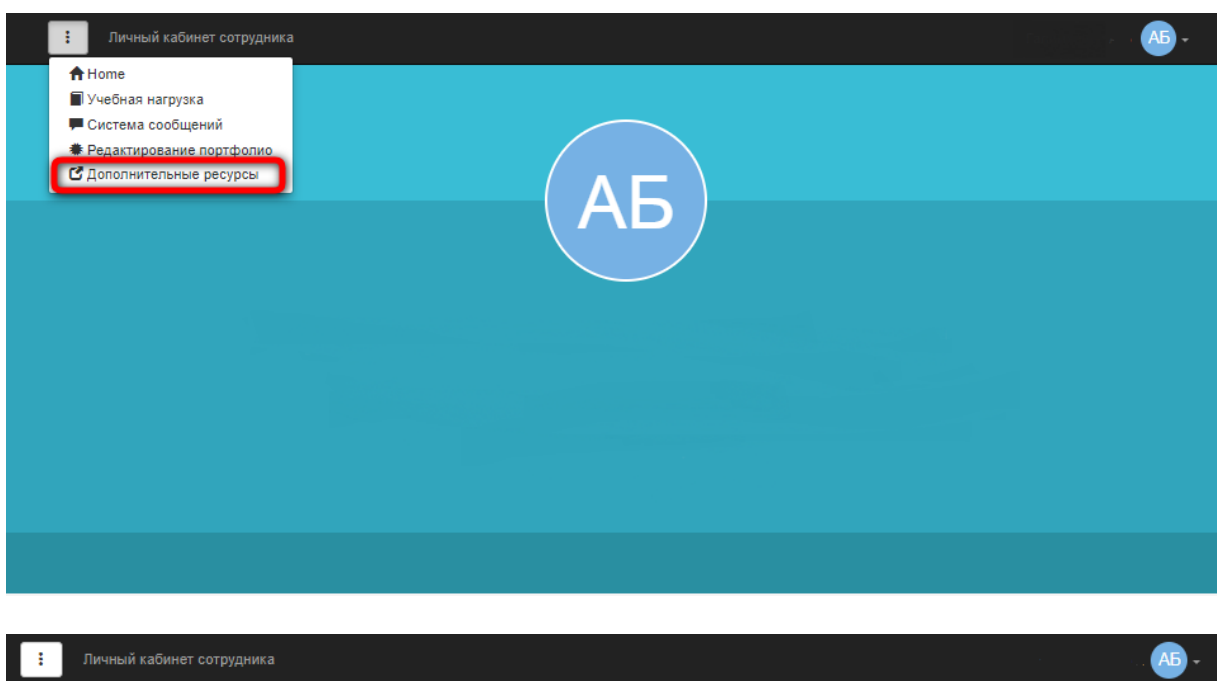 Личный кабинет сотрудника
АБ
Home
Учебная нагрузка
Система сообщений
Редактирование портфолио
Дополнительные ресурсы
АБ
Личный кабинет сотрудника
АБ